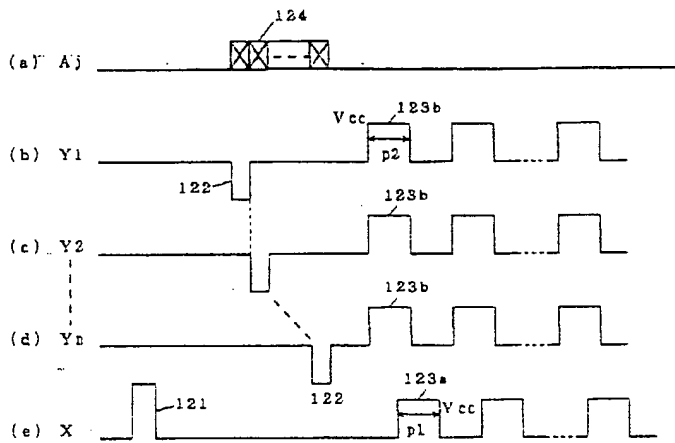 124
(a) Aj
Vcc 123b
(b) Y1 p2
122
123b
(c) Y2
123b
(d) Yn
122 123a
121 Vcc
(e) X p1